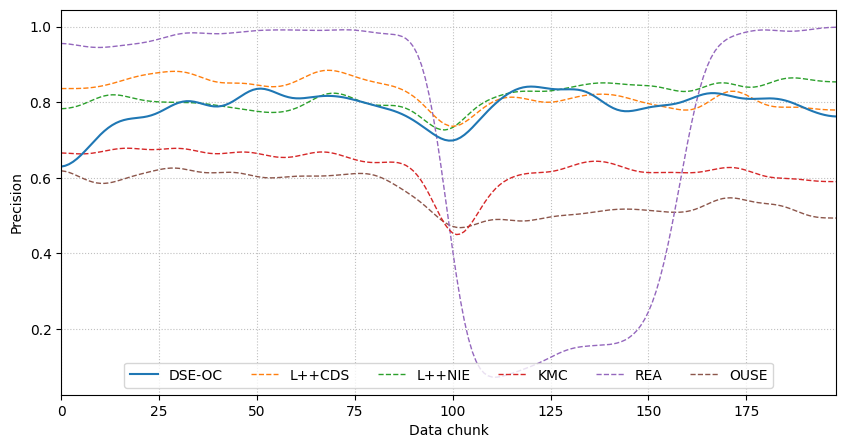 1.0
0.8
0.6
0.4
0.2
Precision
DSE-OC L++CDS L++NIE KMC REA OUSE
0 25 50 75 100 125 150 175
Data chunk